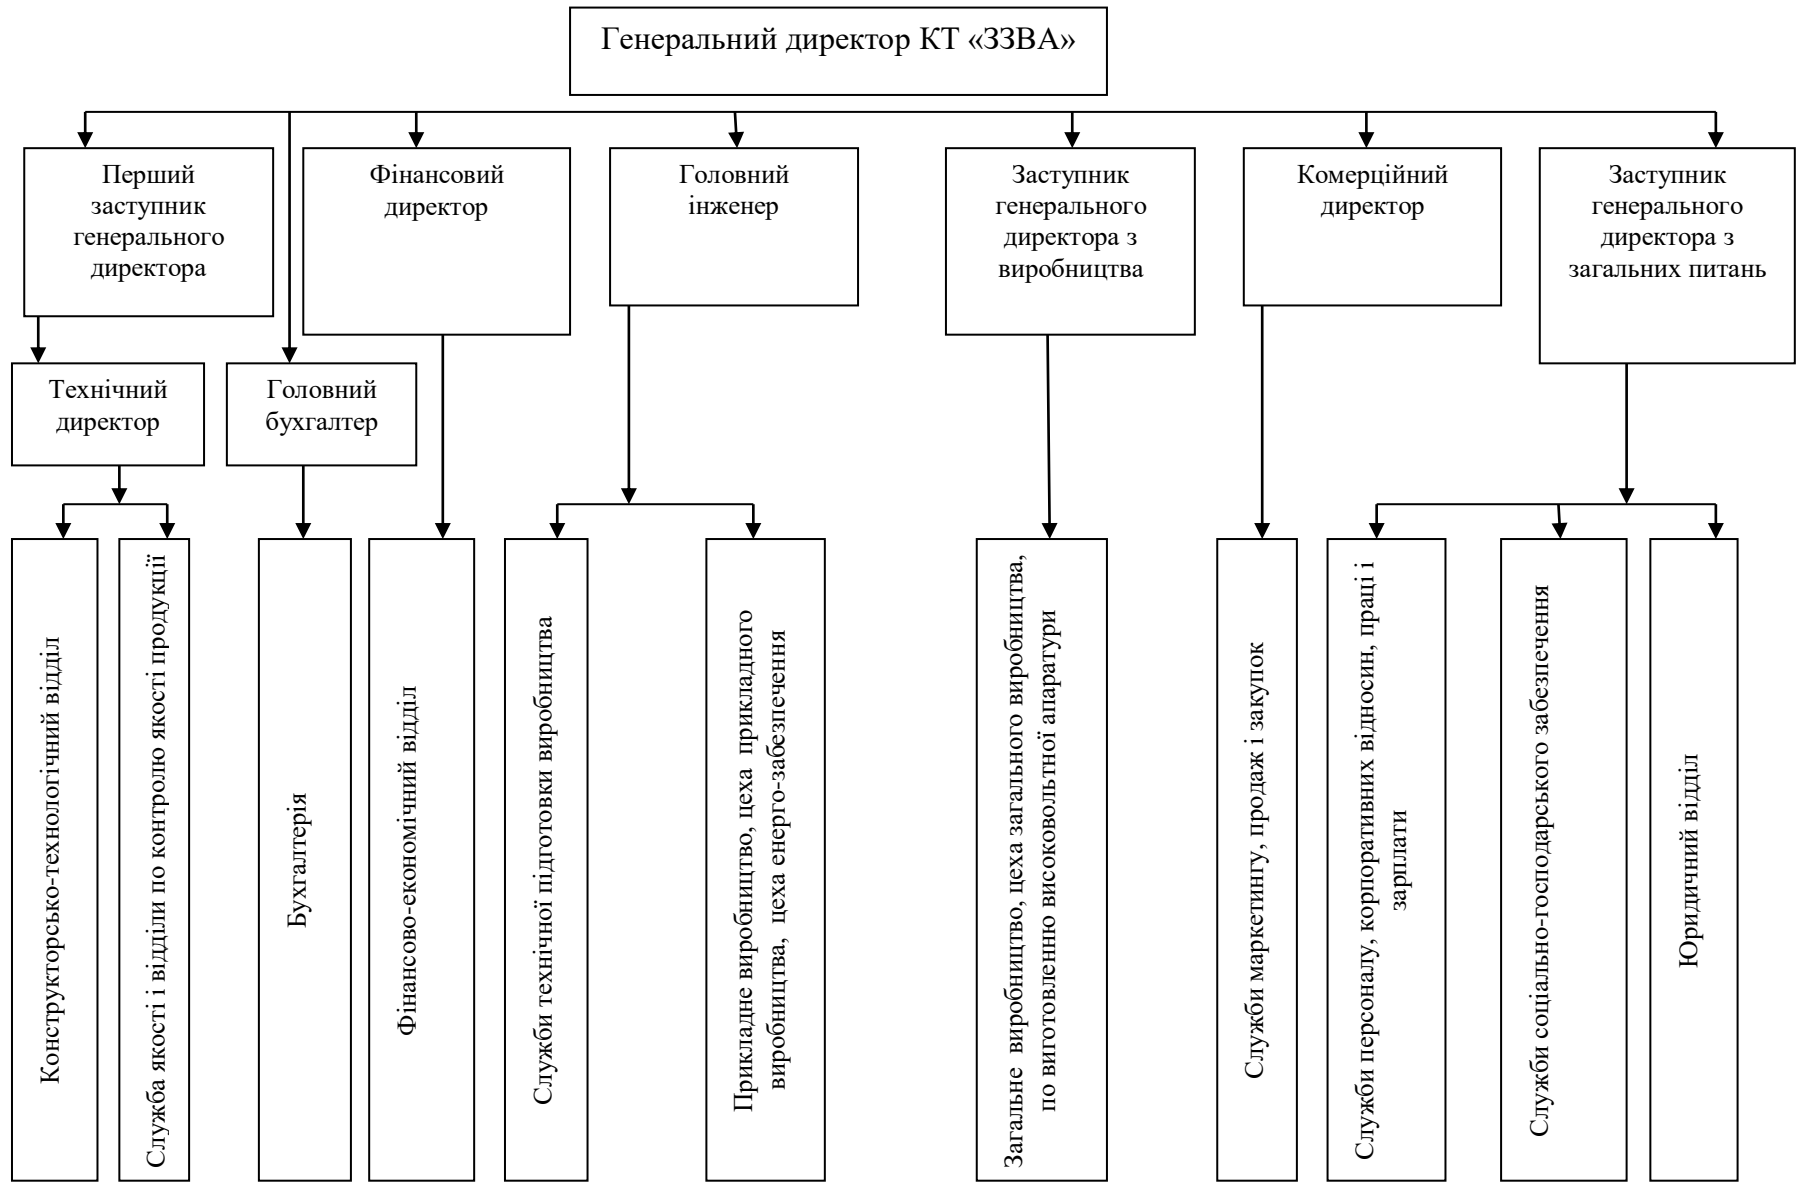 Генеральний директор КТ «ЗЗВА»
Перший
заступник
генерального
директора
Фінансовий
директор
Головний
інженер
Заступник
генерального
директора з
виробництва
Комерційний
директор
Заступник
генерального
директора з
загальних питань
Технічний
директор
Головний
бухгалтер
Конструкторсько-технологічний відділ
Служба якості і відділи по контролю якості продукції
Бухгалтерія
Фінансово-економічний відділ
Служби технічної підготовки виробництва
Прикладне виробництво, цеха прикладного
виробництва, цеха енерго-забезпечення
Загальне виробництво, цеха загального виробництва,
по виготовленню високовольтної апаратури
Служби маркетингу, продаж і закупок
Служби персоналу, корпоративних відносин, праці і
зарплати
Служби соціально-господарського забезпечення
Юридичний відділ